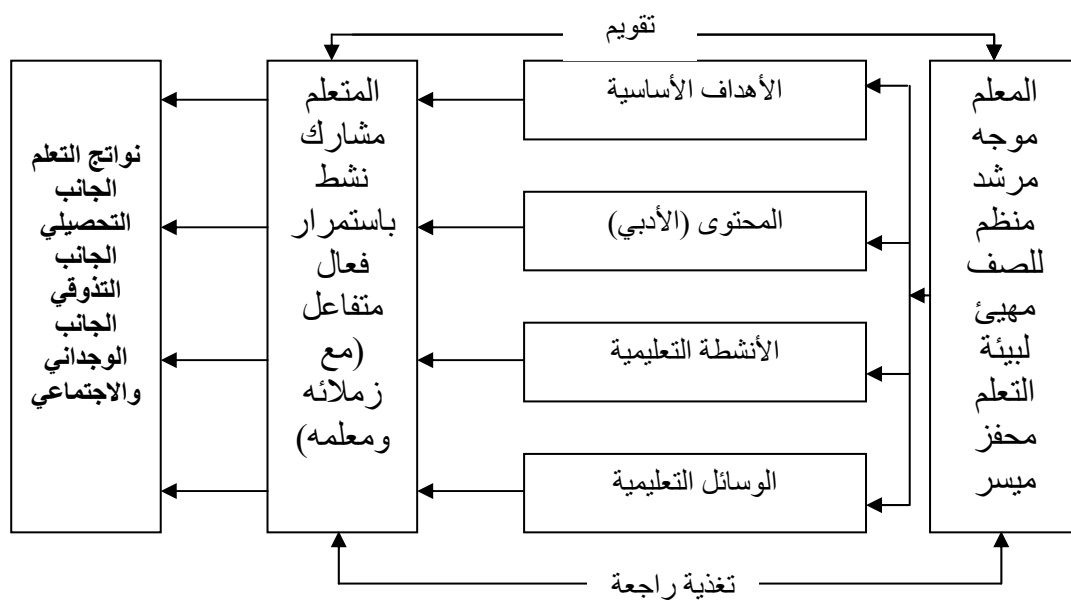 تقويم
المعلم
موجه
مرشد
منظم
للصف
مهيئ
لبيئة
التعلم
محفز
ميسر
الأهداف الأساسية
المحتوى (الأدبي)
الأنشطة التعليمية
الوسائل التعليمية
المتعلم
مشارك
نشط
باستمرار
فعال
متفاعل
(مع
زملائه
ومعلمه)
نواتج التعلم
الجانب
التحصيلي
الجانب
التذوقي
الجانب
الوجداني
والاجتماعي
تغذية راجعة